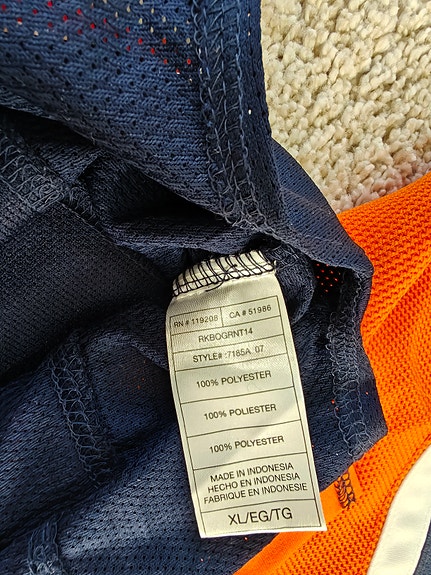 RN # 119208 CA # 51986
RKBOGRNT14
STYLE# :7185A 07
100% POLYESTER
100% POLIESTER
100% POLYESTER
MADE IN INDONESIA
HECHO EN INDONESIA
FABRIQUE EN INDONESIE
XL/EG/TG